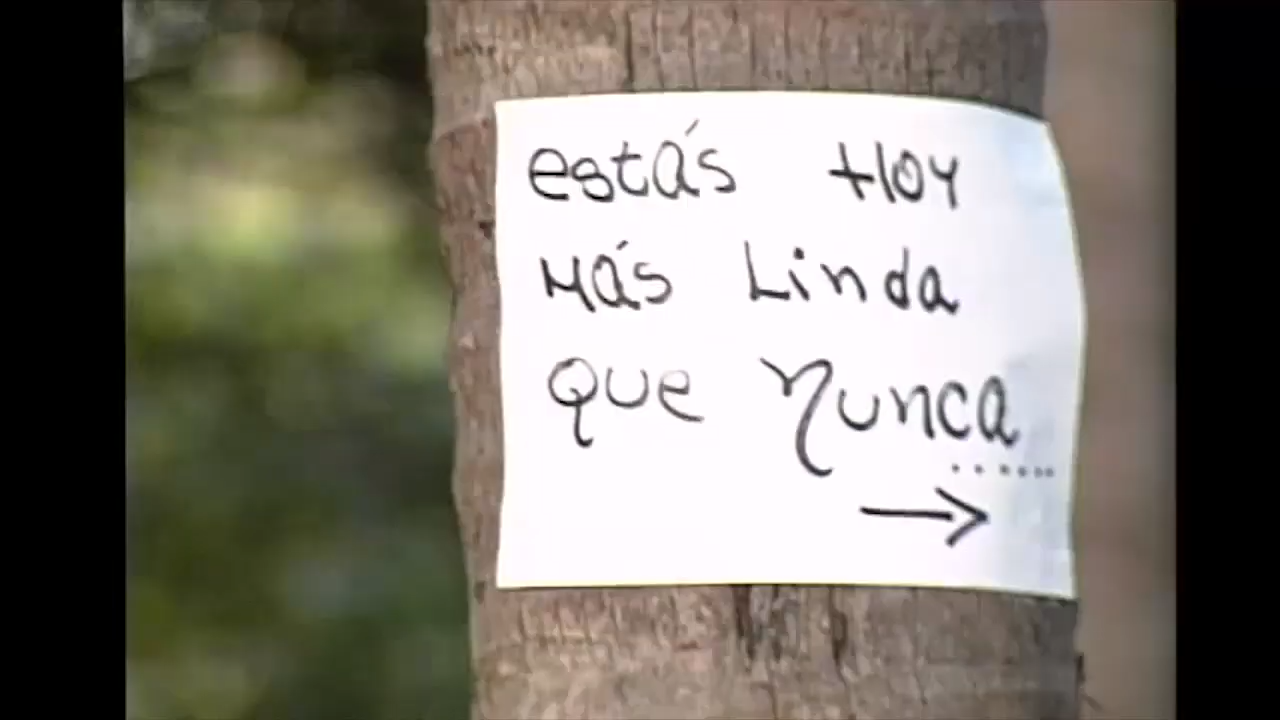 estás Hoy
Más Linda
que Nunca
......
→